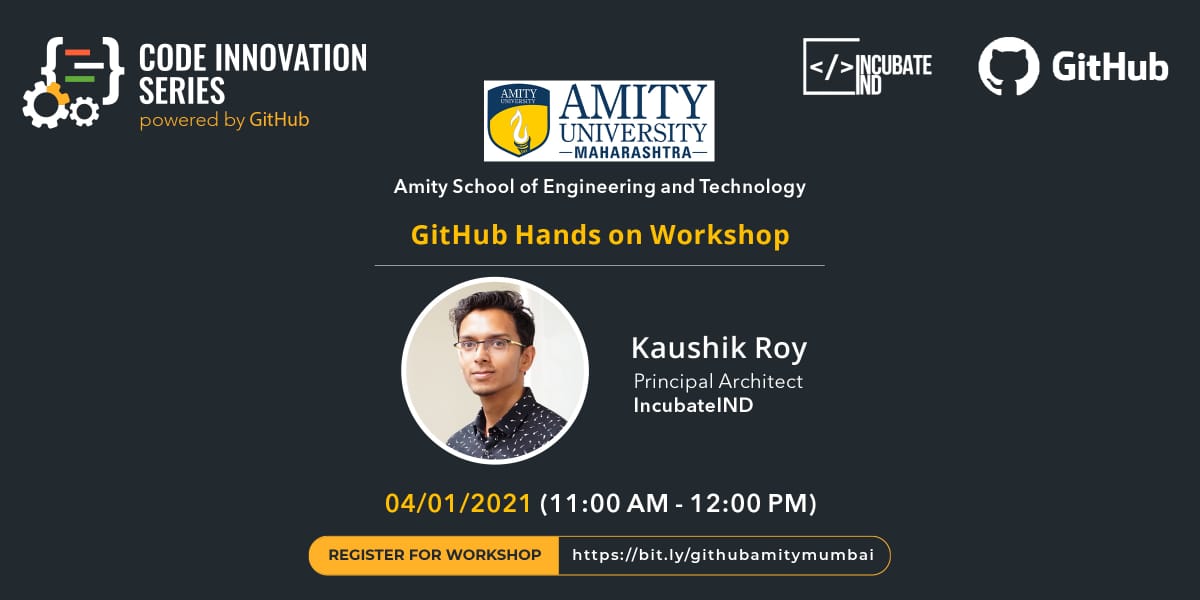 CODE INNOVATION
SERIES
powered by GitHub
</>INCUBATE
IND
GitHub
AMITY
UNIVERSITY
AMITY
UNIVERSITY
—MAHARASHTRA—
Amity School of Engineering and Technology
GitHub Hands on Workshop
Kaushik Roy
Principal Architect
IncubateIND
04/01/2021 (11:00 AM - 12:00 PM)
REGISTER FOR WORKSHOP https://bit.ly/githubamitymumbai